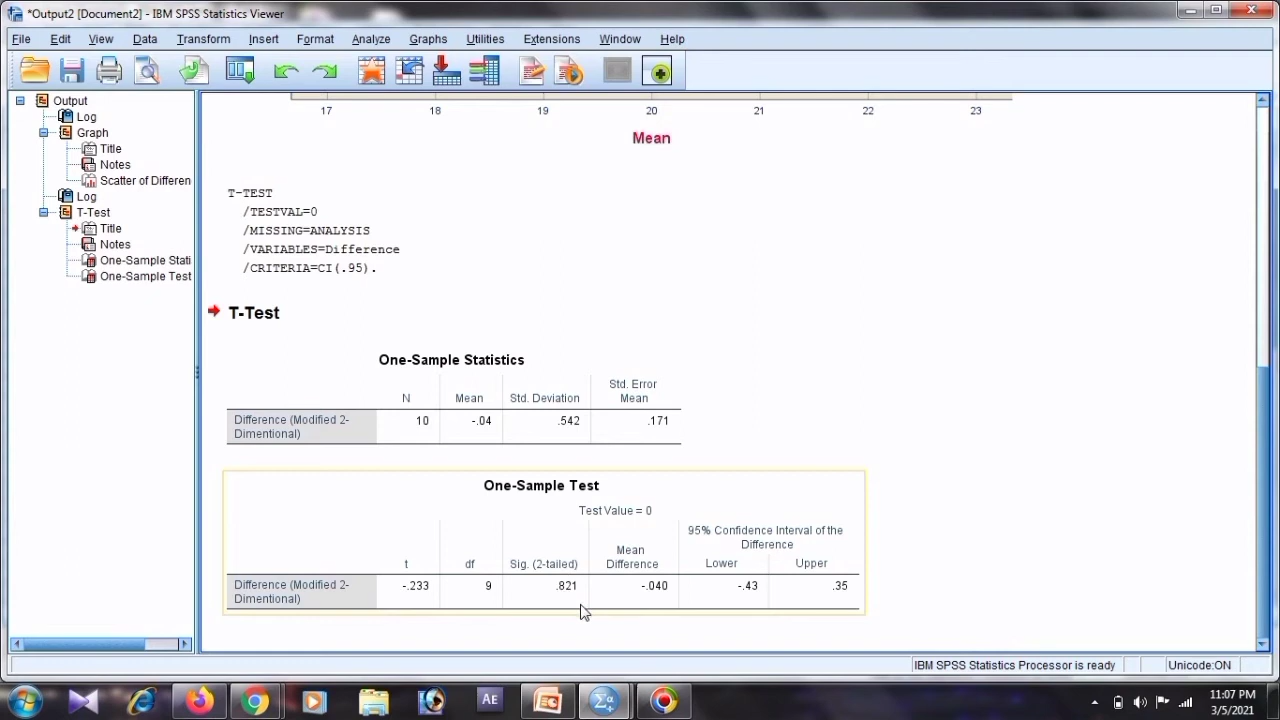 *Output2 [Document2] - IBM SPSS Statistics Viewer
File Edit View Data Transform Insert Format Analyze Graphs Utilities Extensions Window Help
Output
Log
Graph
Title
Notes
Scatter of Differen
Log
T-Test
Title
Notes
One-Sample Stati
One-Sample Test
17 18 19 20 21 22 23
Mean
T-TEST
/TESTVAL=0
/MISSING=ANALYSIS
/VARIABLES=Difference
/CRITERIA=CI(.95).
T-Test
One-Sample Statistics
N Mean Std. Deviation Std. Error Mean
Difference (Modified 2-
Dimentional) 10 -.04 .542 .171
One-Sample Test
Test Value = 0
95% Confidence Interval of the
Difference
t df Sig. (2-tailed) Mean Difference Lower Upper
Difference (Modified 2-
Dimentional) -.233 9 .821 -.040 -.43 .35
IBM SPSS Statistics Processor is ready Unicode:ON
AE
11:07 PM
3/5/2021